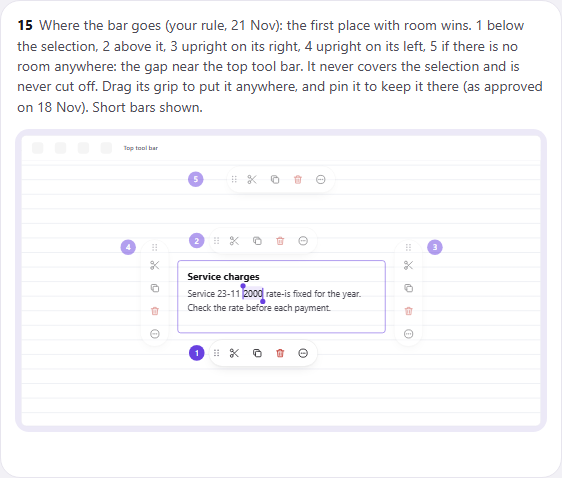 15 Where the bar goes (your rule, 21 Nov): the first place with room wins. 1 below
the selection, 2 above it, 3 upright on its right, 4 upright on its left, 5 if there is no
room anywhere: the gap near the top tool bar. It never covers the selection and is
never cut off. Drag its grip to put it anywhere, and pin it to keep it there (as approved
on 18 Nov). Short bars shown.
Top tool bar
5
2
4
3
Service charges
Service 23-11 2000 rate-is fixed for the year.
Check the rate before each payment.
1